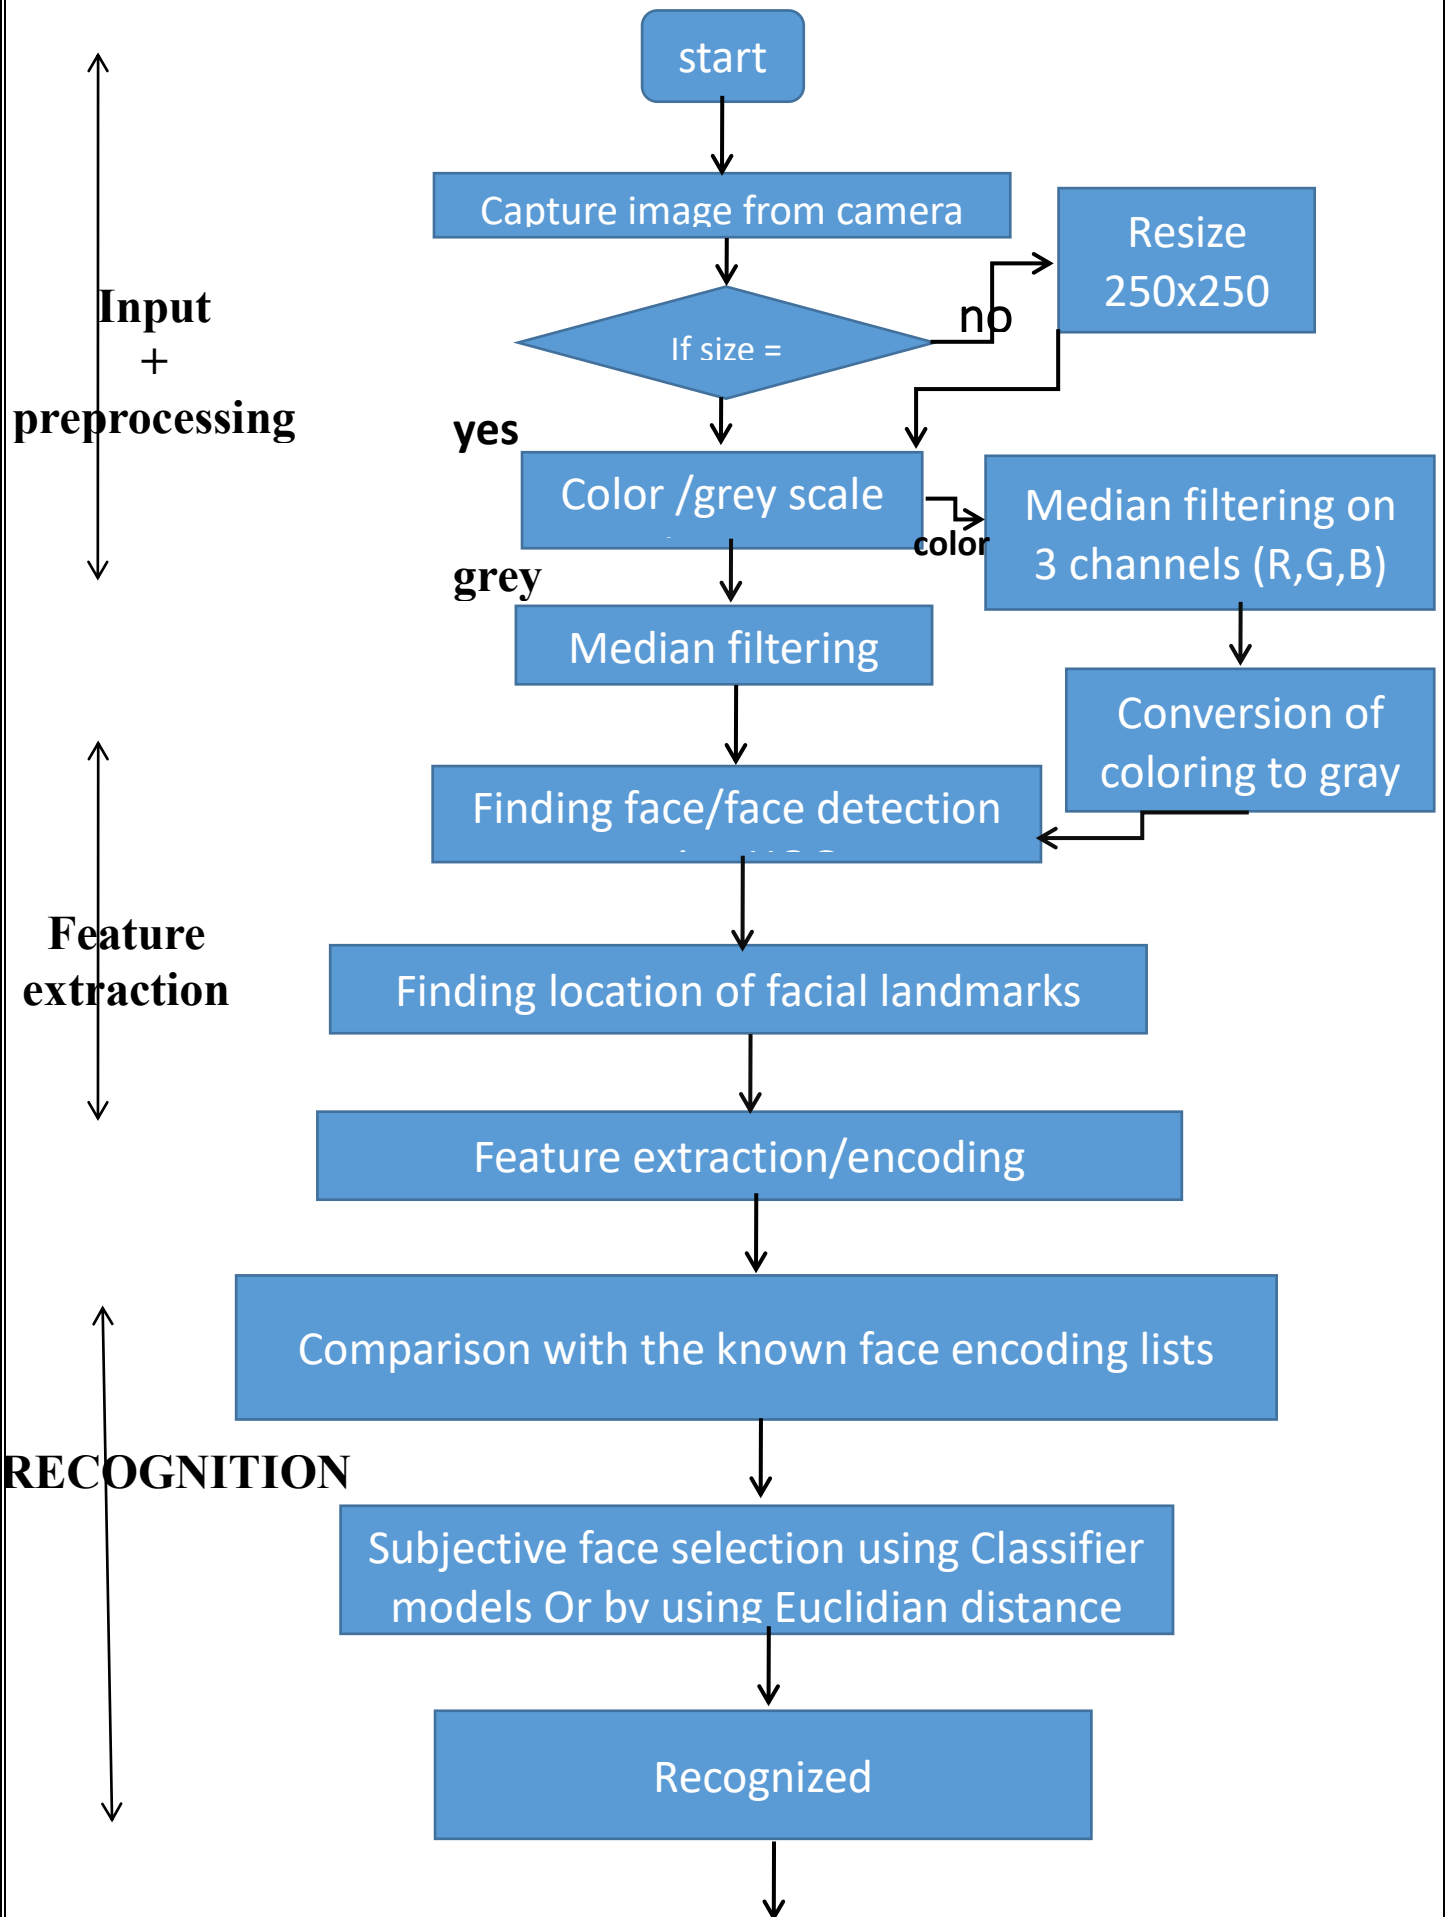 start
Capture image from camera
Resize
250x250
no
If size =
Input
+
preprocessing
yes
Color /grey scale
color
Median filtering on
3 channels (R,G,B)
grey
Median filtering
Conversion of
coloring to gray
Finding face/face detection
Feature
extraction
Finding location of facial landmarks
Feature extraction/encoding
Comparison with the known face encoding lists
RECOGNITION
Subjective face selection using Classifier
models Or by using Euclidian distance
Recognized